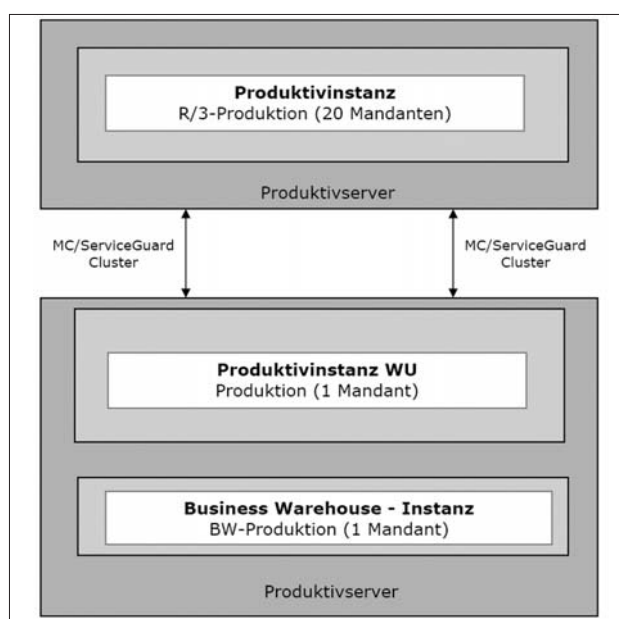 Produktivinstanz
R/3-Produktion (20 Mandanten)
Produktivserver
MC/ServiceGuard
Cluster
MC/ServiceGuard
Cluster
Produktivinstanz WU
Produktion (1 Mandant)
Business Warehouse - Instanz
BW-Produktion (1 Mandant)
Produktivserver